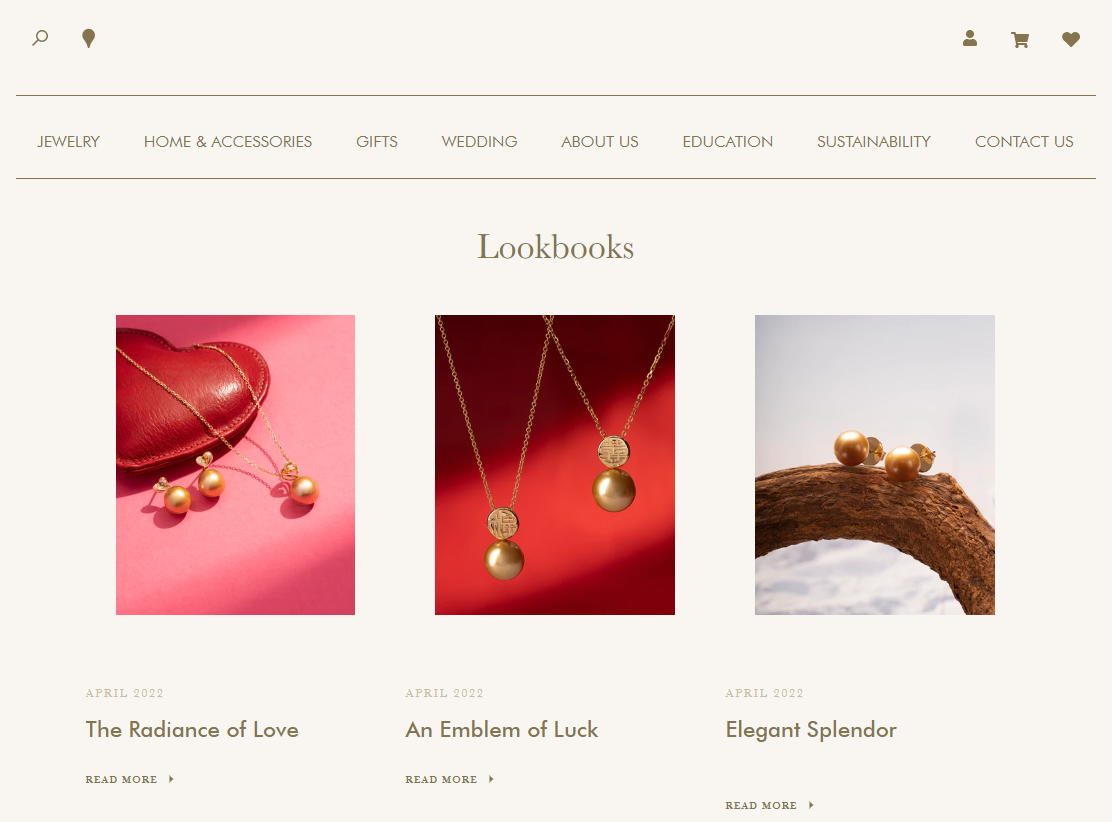 JEWELRY HOME & ACCESSORIES GIFTS WEDDING ABOUT US EDUCATION SUSTAINABILITY CONTACT US
Lookbooks
APRIL 2022
The Radiance of Love
READ MORE
APRIL 2022
An Emblem of Luck
READ MORE
APRIL 2022
Elegant Splendor
READ MORE